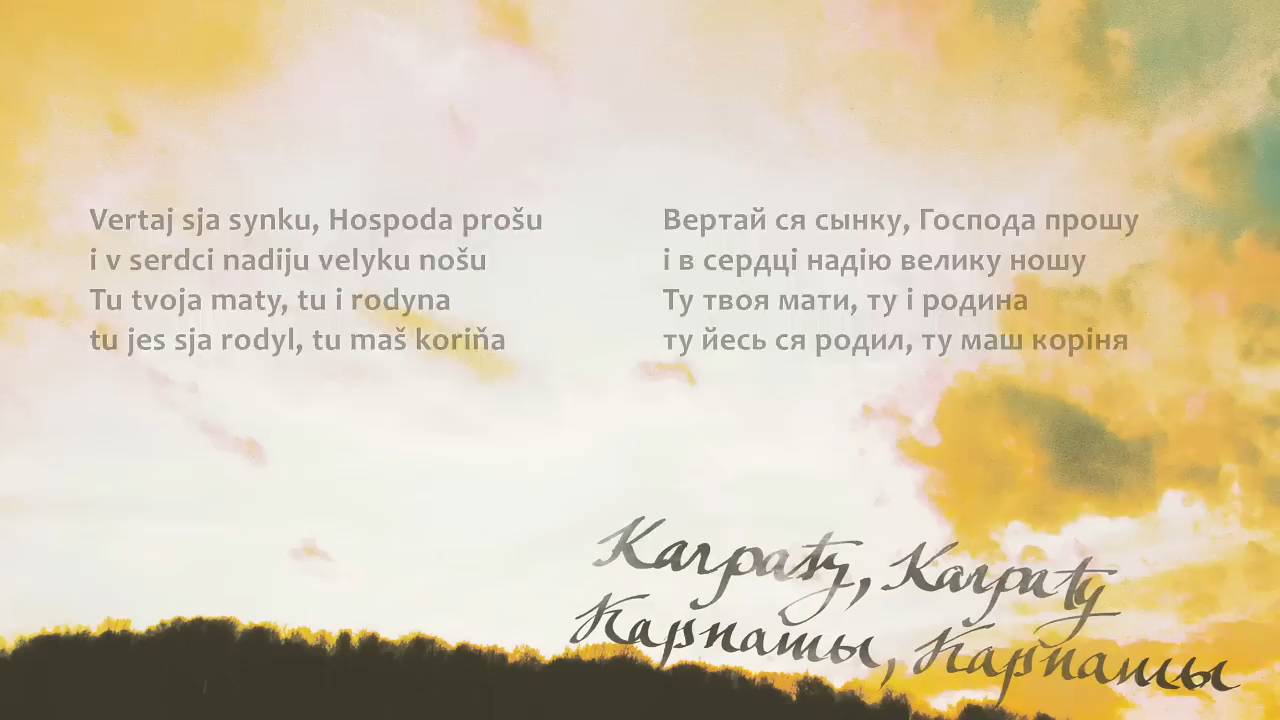 Vertaj sja synku, Hospoda prošu
i v serdci nadiju velyku nošu
Tu tvoja maty, tu i rodyna
tu jes sja rodyl, tu maš koriňa
Вертай ся сынку, Господа прошу
і в сердці надію велику ношу
Ту твоя мати, ту і родина
ту йесь ся родил, ту маш коріня
Karpaty, Karpaty
Карпаты, Карпаты